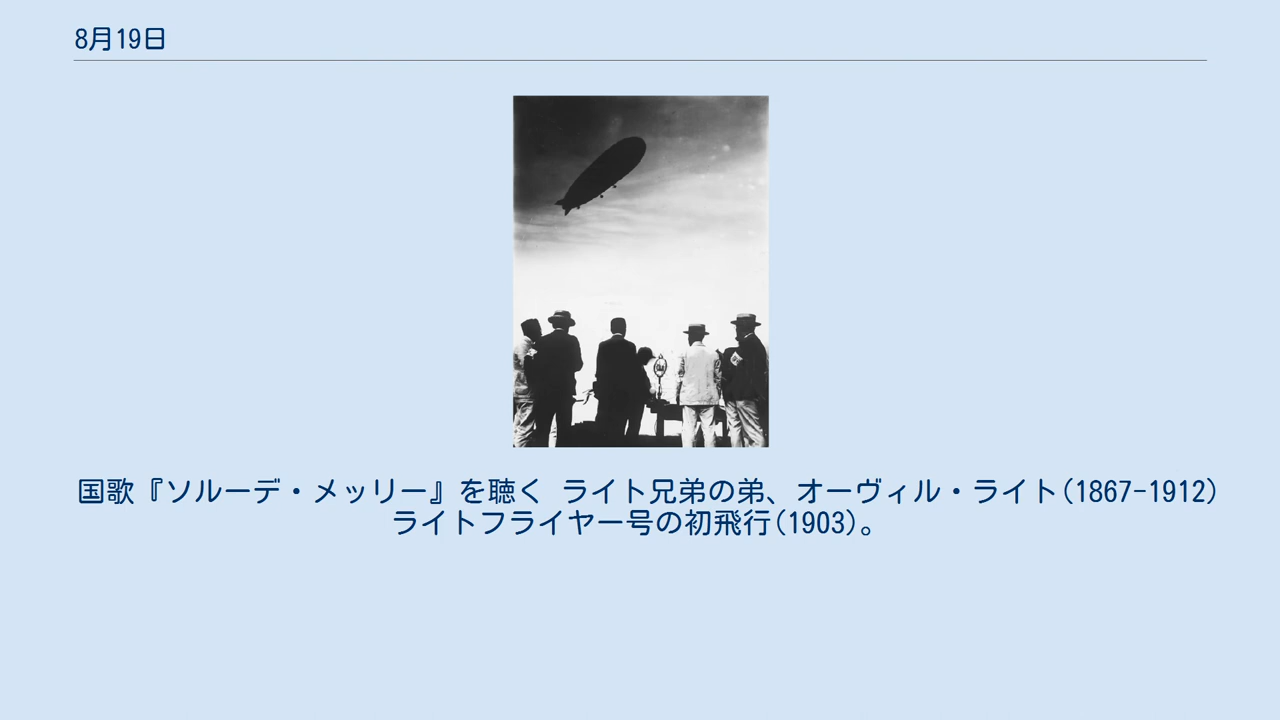 8月19日
国歌『ソルーデ・メッリー』を聴く ライト兄弟の弟、オーヴィル・ライト(1867-1912)
ライトフライヤー号の初飛行(1903)。